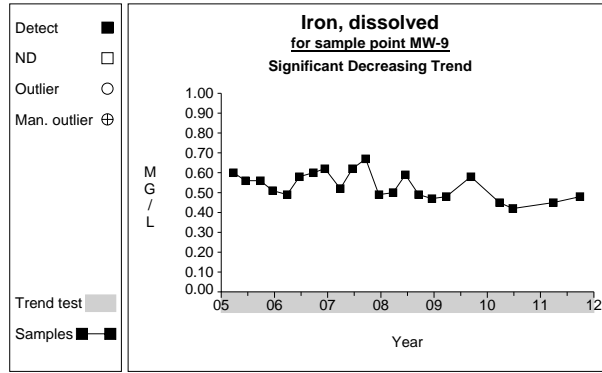 Detect
ND
Outlier
Man. outlier
Trend test
Samples
Iron, dissolved
for sample point MW-9
Significant Decreasing Trend
MG/L
1.00
0.90
0.80
0.70
0.60
0.50
0.40
0.30
0.20
0.10
0.00
05 06 07 08 09 10 11 12
Year